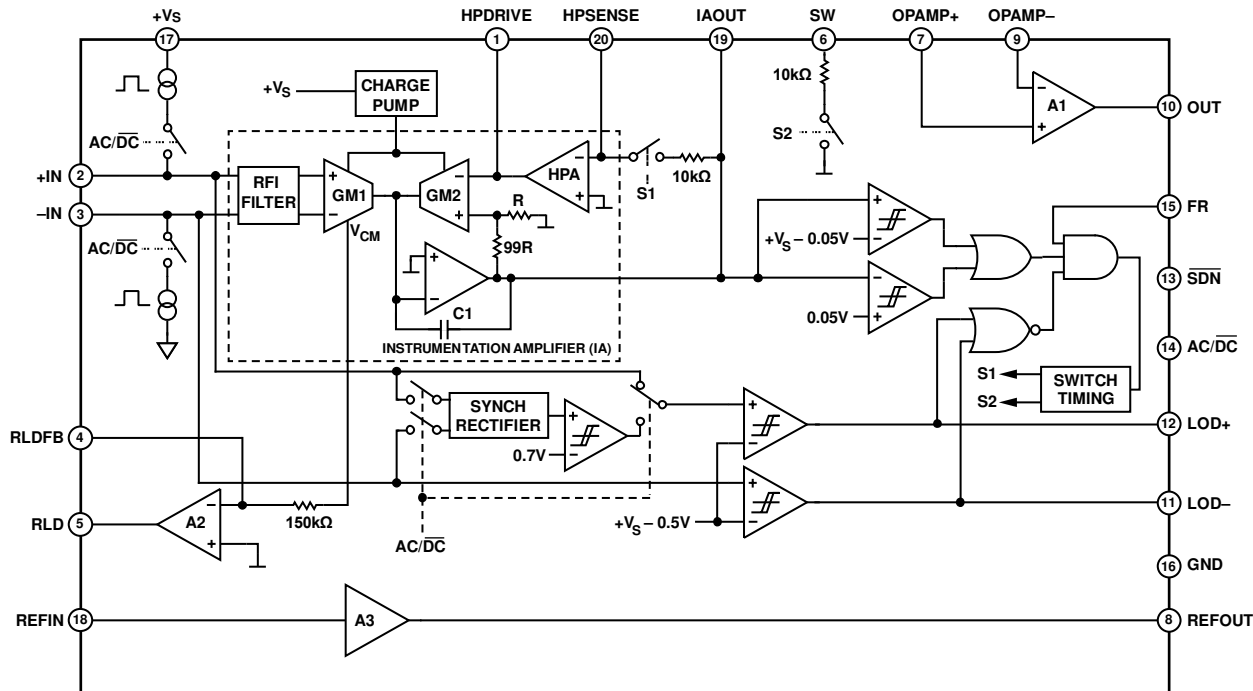 +VS HPDRIVE HPSENSE IAOUT SW OPAMP+ OPAMP–
17 1 20 19 6 7 9
10kΩ
– A1 +
10 OUT
+VS
CHARGE PUMP
AC/DC
S2
+IN 2
–IN 3
RFI FILTER
+ GM1 –
VCM
– GM2 +
– HPA +
S1
10kΩ
R
99R
+ –
C1
INSTRUMENTATION AMPLIFIER (IA)
AC/DC
+ –
+VS – 0.05V
– +
0.05V
15 FR
13 SDN
14 AC/DC
S1
S2
SWITCH TIMING
SYNCH RECTIFIER
+ –
0.7V
+ –
12 LOD+
RLDFB 4
+ –
+VS – 0.5V
11 LOD–
150kΩ
RLD 5
A2 – +
AC/DC
16 GND
REFIN 18
A3
8 REFOUT